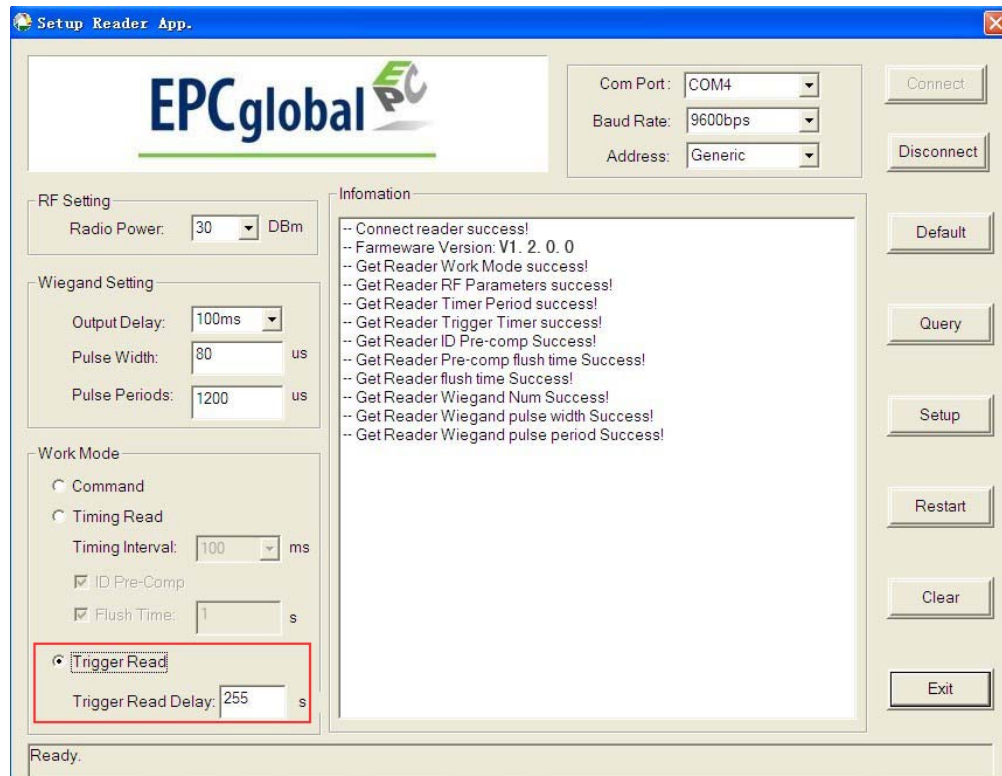 Setup Reader App.
EPCglobal
EPC
Com Port: COM4
Baud Rate: 9600bps
Address: Generic
Connect
Disconnect
RF Setting
Radio Power: 30 DBm
Wiegand Setting
Output Delay: 100ms
Pulse Width: 80 us
Pulse Periods: 1200 us
Work Mode
Command
Timing Read
Timing Interval: 100 ms
ID Pre-Comp
Flush Time: 1 s
Trigger Read
Trigger Read Delay: 255 s
Infomation
-- Connect reader success!
-- Farmeware Version: V1. 2. 0. 0
-- Get Reader Work Mode success!
-- Get Reader RF Parameters success!
-- Get Reader Timer Period success!
-- Get Reader Trigger Timer success!
-- Get Reader ID Pre-comp Success!
-- Get Reader Pre-comp flush time Success!
-- Get Reader flush time Success!
-- Get Reader Wiegand Num Success!
-- Get Reader Wiegand pulse width Success!
-- Get Reader Wiegand pulse period Success!
Default
Query
Setup
Restart
Clear
Exit
Ready.